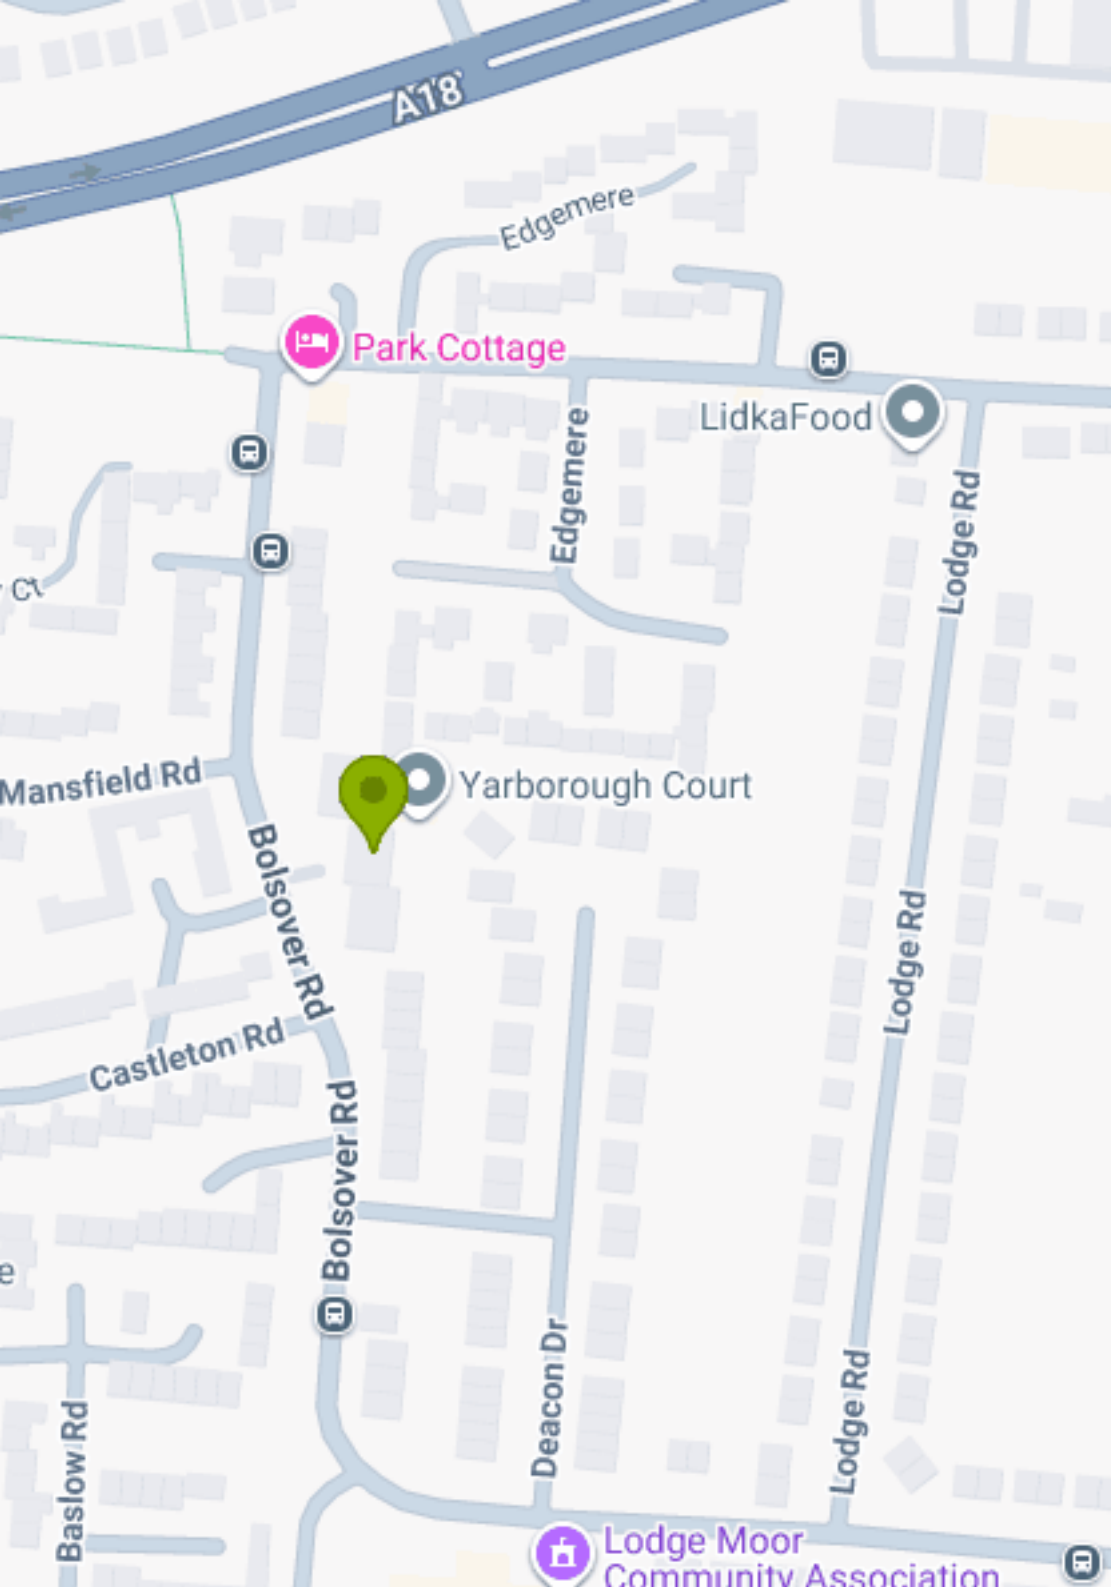 A18
Edgemere
Park Cottage
LidkaFood
Edgemere
Lodge Rd
Ct
Mansfield Rd
Yarborough Court
Bolsover Rd
Lodge Rd
Castleton Rd
Bolsover Rd
e
Deacon Dr
Lodge Rd
Baslow Rd
Lodge Moor
Community Association